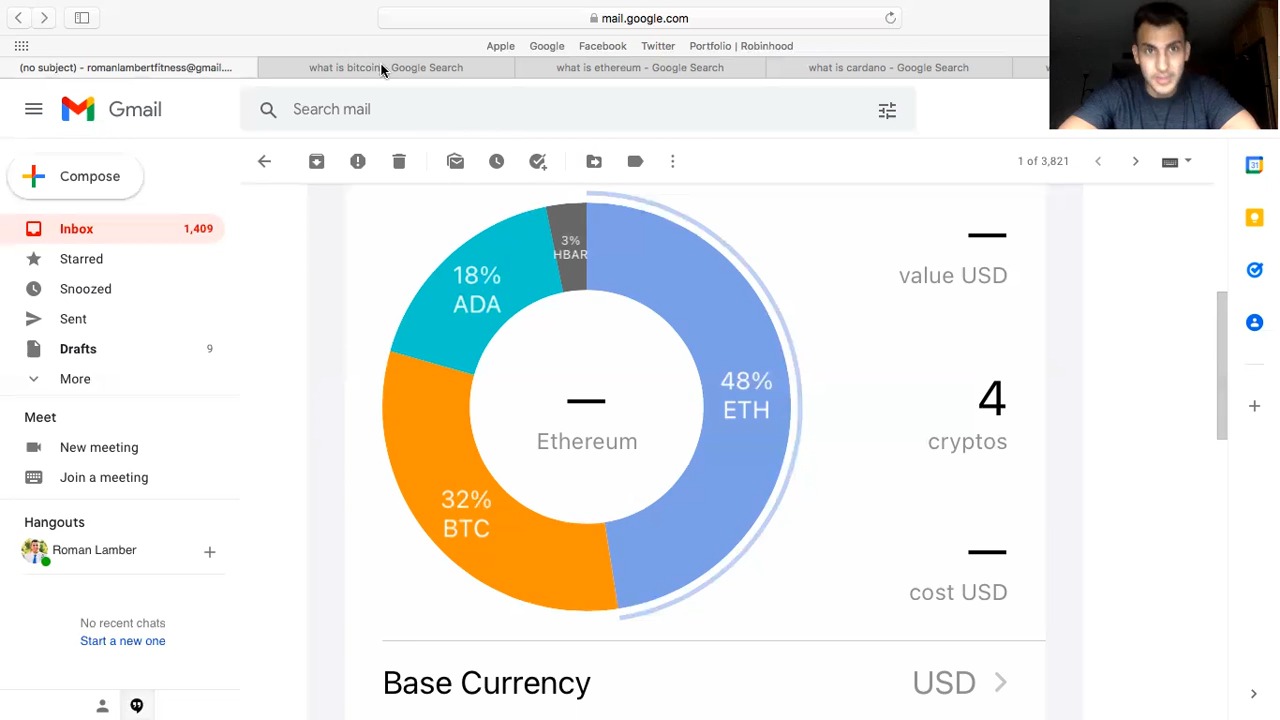 mail.google.com
Apple Google Facebook Twitter Portfolio | Robinhood
(no subject) - romanlambertfitness@gmail....
what is bitcoin - Google Search
what is ethereum - Google Search
what is cardano - Google Search
Gmail
Search mail
Compose
1 of 3,821
Inbox 1,409
Starred
Snoozed
Sent
Drafts 9
More
Meet
New meeting
Join a meeting
Hangouts
Roman Lamber
No recent chats
Start a new one
3%
HBAR
18%
ADA
48%
ETH
32%
BTC
—
Ethereum
—
value USD
4
cryptos
—
cost USD
Base Currency USD
31